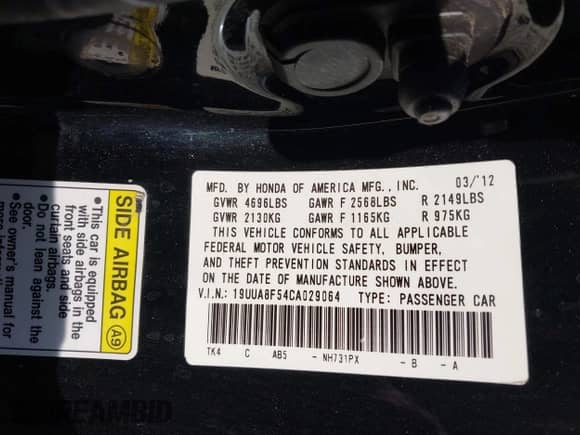 MFD. BY HONDA OF AMERICA MFG., INC. 03/'12
GVWR 4696LBS GAWR F 2568LBS R 2149LBS
GVWR 2130KG GAWR F 1165KG R 975KG
THIS VEHICLE CONFORMS TO ALL APPLICABLE
FEDERAL MOTOR VEHICLE SAFETY, BUMPER,
AND THEFT PREVENTION STANDARDS IN EFFECT
ON THE DATE OF MANUFACTURE SHOWN ABOVE.
V.I.N.: 19UUA8F54CA029064 TYPE: PASSENGER CAR
TK4 C AB5 - NH731PX - B - A
SIDE AIRBAG A9
•This car is equipped
with side airbags in the
front seats and side
curtain airbags.
•Do not lean against the
•See owner's manual for